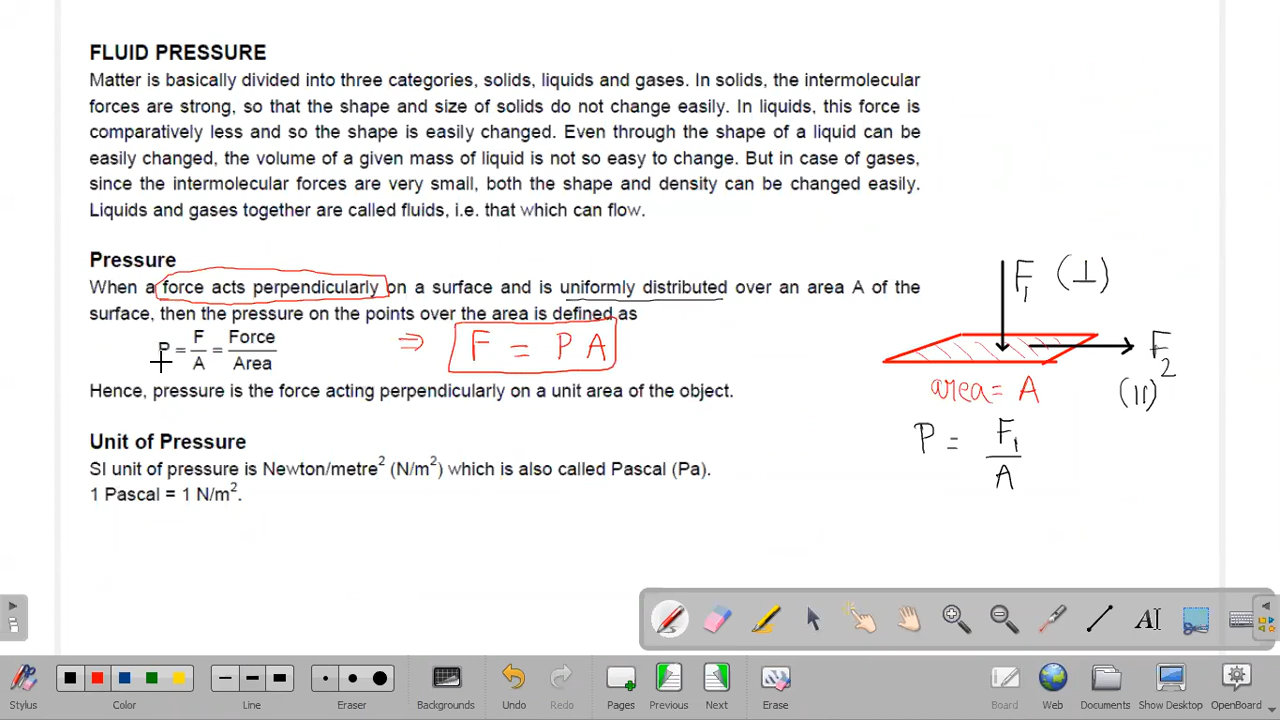 FLUID PRESSURE
Matter is basically divided into three categories, solids, liquids and gases. In solids, the intermolecular
forces are strong, so that the shape and size of solids do not change easily. In liquids, this force is
comparatively less and so the shape is easily changed. Even through the shape of a liquid can be
easily changed, the volume of a given mass of liquid is not so easy to change. But in case of gases,
since the intermolecular forces are very small, both the shape and density can be changed easily.
Liquids and gases together are called fluids, i.e. that which can flow.
Pressure
When a force acts perpendicularly on a surface and is uniformly distributed over an area A of the
surface, then the pressure on the points over the area is defined as
P = F/A = Force/Area ⇒ F = PA
Hence, pressure is the force acting perpendicularly on a unit area of the object.
Unit of Pressure
SI unit of pressure is Newton/metre² (N/m²) which is also called Pascal (Pa).
1 Pascal = 1 N/m².
F₁ (⊥)
F₂
(||)
area = A
P = F₁/A
Stylus
Color
Line
Eraser
Backgrounds
Undo
Redo
Pages
Previous
Next
Erase
Board
Web
Documents
Show Desktop
OpenBoard